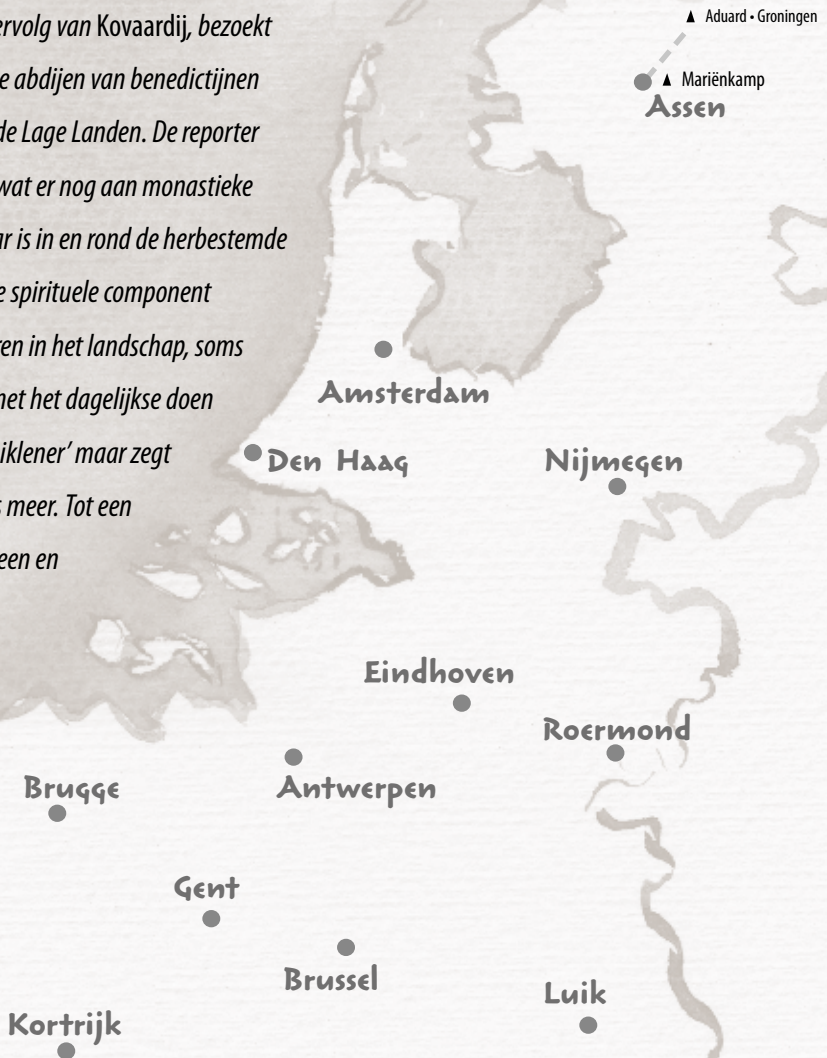 ervolg van Kovaardij, bezoekt
e abdijen van benedictijnen
de Lage Landen. De reporter
wat er nog aan monastieke
ar is in en rond de herbestemde
e spirituele component
ren in het landschap, soms
net het dagelijkse doen
iklener’ maar zegt
s meer. Tot een
een en
Aduard • Groningen
Mariënkamp
Assen
Amsterdam
Den Haag
Nijmegen
Eindhoven
Roermond
Antwerpen
Brugge
Gent
Brussel
Luik
Kortrijk